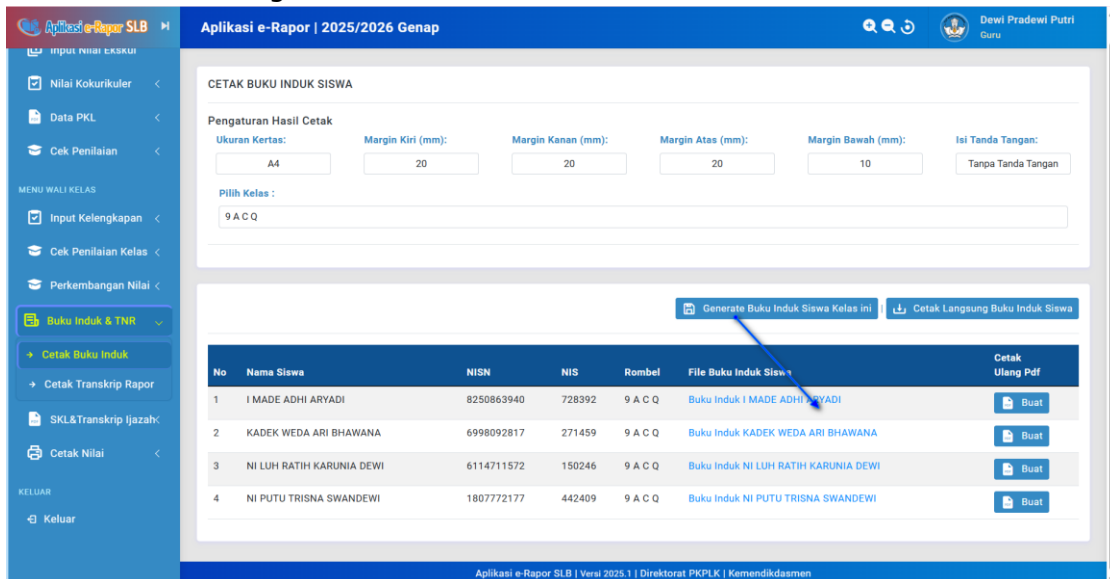 Aplikasi e-Rapor SLB
Aplikasi e-Rapor | 2025/2026 Genap
Dewi Pradewi Putri
Guru
Input Nilai Ekskul
Nilai Kokurikuler
Data PKL
Cek Penilaian
MENU WALI KELAS
Input Kelengkapan
Cek Penilaian Kelas
Perkembangan Nilai
Buku Induk & TNR
Cetak Buku Induk
Cetak Transkrip Rapor
SKL&Transkrip Ijazah
Cetak Nilai
KELUAR
Keluar
CETAK BUKU INDUK SISWA
Pengaturan Hasil Cetak
Ukuran Kertas: Margin Kiri (mm): Margin Kanan (mm): Margin Atas (mm): Margin Bawah (mm): Isi Tanda Tangan:
A4 20 20 20 10 Tanpa Tanda Tangan
Pilih Kelas :
9 A C Q
Generate Buku Induk Siswa Kelas ini | Cetak Langsung Buku Induk Siswa
No Nama Siswa NISN NIS Rombel File Buku Induk Siswa Cetak Ulang Pdf
1 I MADE ADHI ARYADI 8250863940 728392 9 A C Q Buku Induk I MADE ADHI ARYADI Buat
2 KADEK WEDA ARI BHAWANA 6998092817 271459 9 A C Q Buku Induk KADEK WEDA ARI BHAWANA Buat
3 NI LUH RATIH KARUNIA DEWI 6114711572 150246 9 A C Q Buku Induk NI LUH RATIH KARUNIA DEWI Buat
4 NI PUTU TRISNA SWANDEWI 1807772177 442409 9 A C Q Buku Induk NI PUTU TRISNA SWANDEWI Buat
Aplikasi e-Rapor SLB | Versi 2025.1 | Direktorat PKPLK | Kemendikdasmen